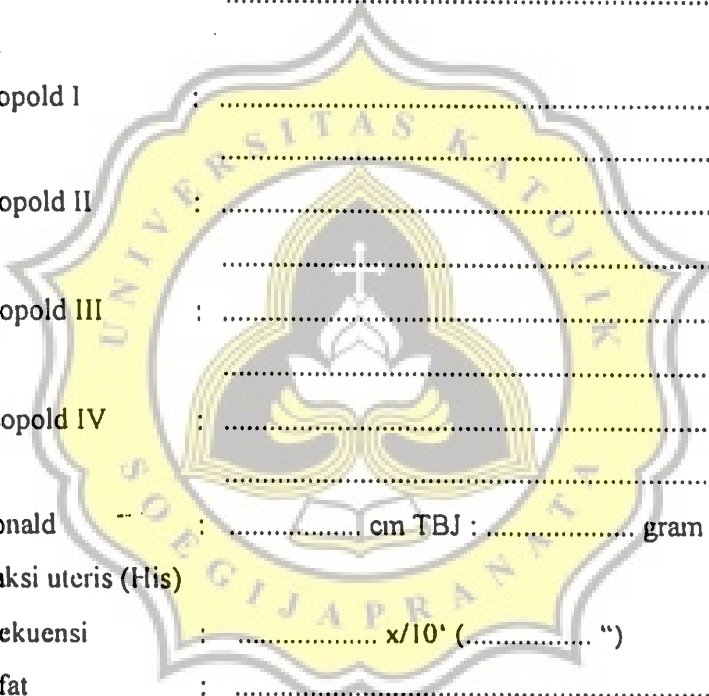 opold I : ........................................
opold II : ........................................
opold III : ........................................
eopold IV : ........................................
onald : .................. cm TBJ : .................... gram
aksi uteris (His)
ekuensi : ................... x/10' (................. ")
fat : ........................................
UNIVERSITAS KATOLIK
SOEGIJAPRANATA